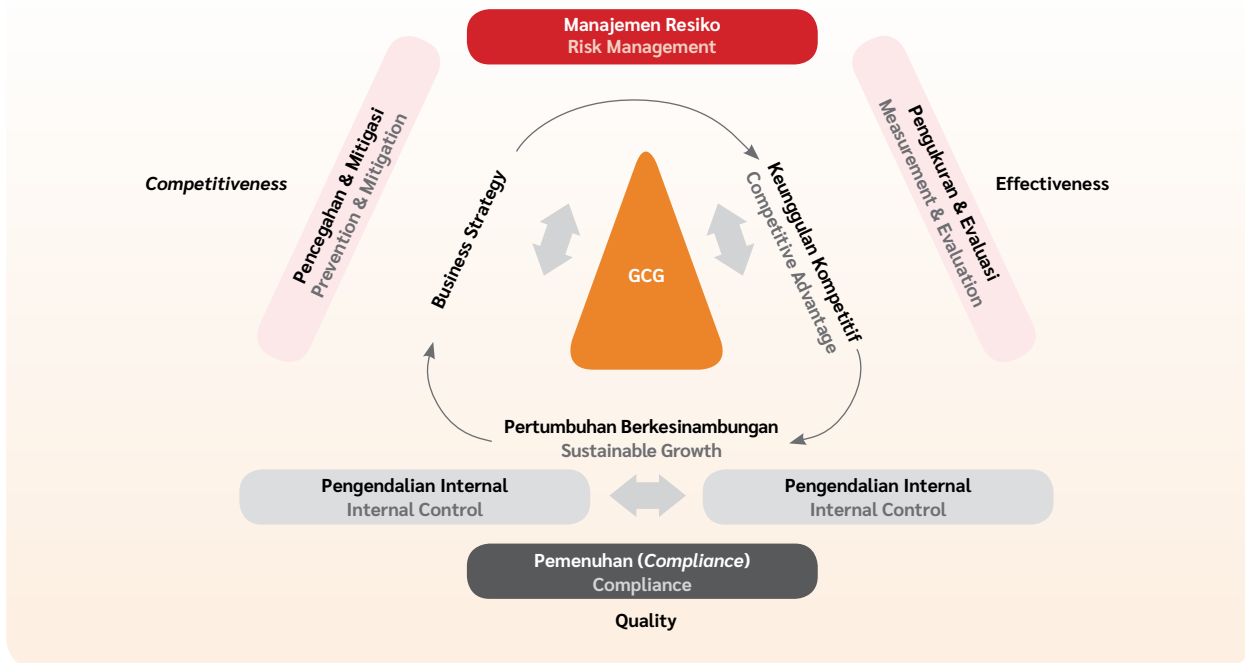 Manajemen Resiko
Risk Management
Competitiveness
Pencegahan & Mitigasi
Prevention & Mitigation
Business Strategy
GCG
Keunggulan Kompetitif
Competitive Advantage
Pengukuran & Evaluasi
Measurement & Evaluation
Effectiveness
Pertumbuhan Berkesinambungan
Sustainable Growth
Pengendalian Internal
Internal Control
Pengendalian Internal
Internal Control
Pemenuhan (Compliance)
Compliance
Quality